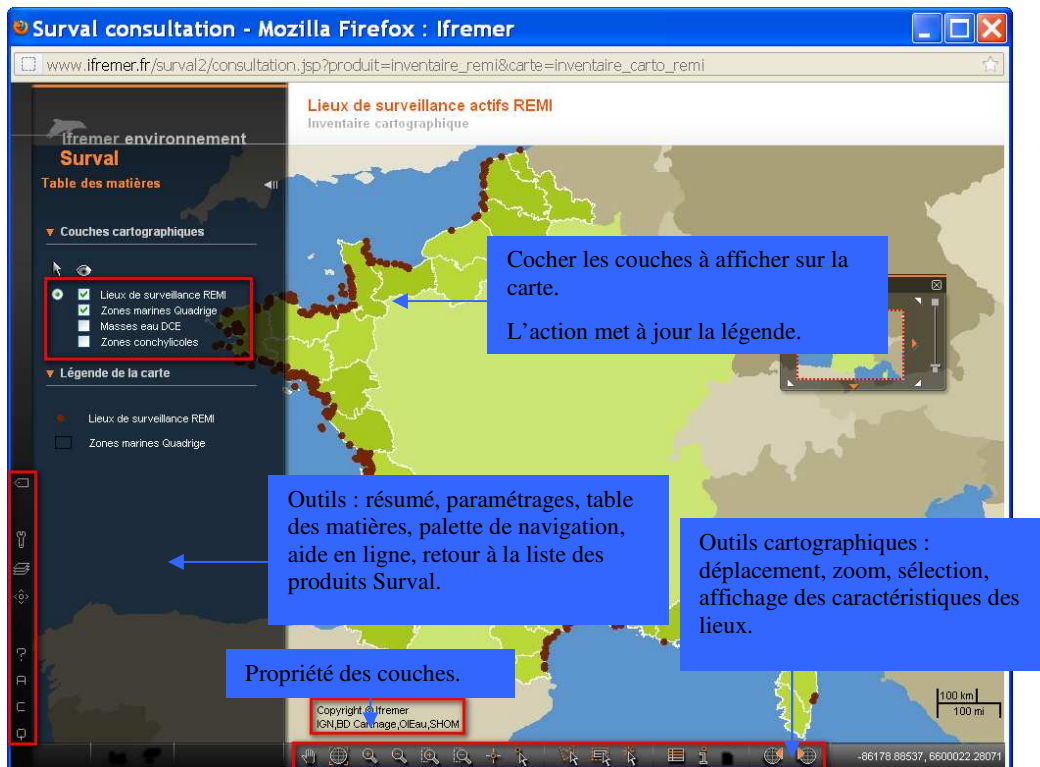 Surval consultation - Mozilla Firefox : Ifremer
www.ifremer.fr/surval2/consultation.jsp?produit=inventaire_remi&carte=inventaire_carto_remi
Lieux de surveillance actifs REMI
Inventaire cartographique
Ifremer environnement
Surval
Table des matières
Couches cartographiques
Lieux de surveillance REMI
Zones marines Quadrige
Masses eau DCE
Zones conchylicoles
Légende de la carte
Lieux de surveillance REMI
Zones marines Quadrige
Cocher les couches à afficher sur la
carte.
L'action met à jour la légende.
Outils : résumé, paramétrages, table
des matières, palette de navigation,
aide en ligne, retour à la liste des
produits Surval.
Outils cartographiques :
déplacement, zoom, sélection,
affichage des caractéristiques des
lieux.
Propriété des couches.
Copyright © Ifremer
IGN,BD Carthage,OIEau,SHOM
100 km
100 mi
-86178.88537, 6600022.28071